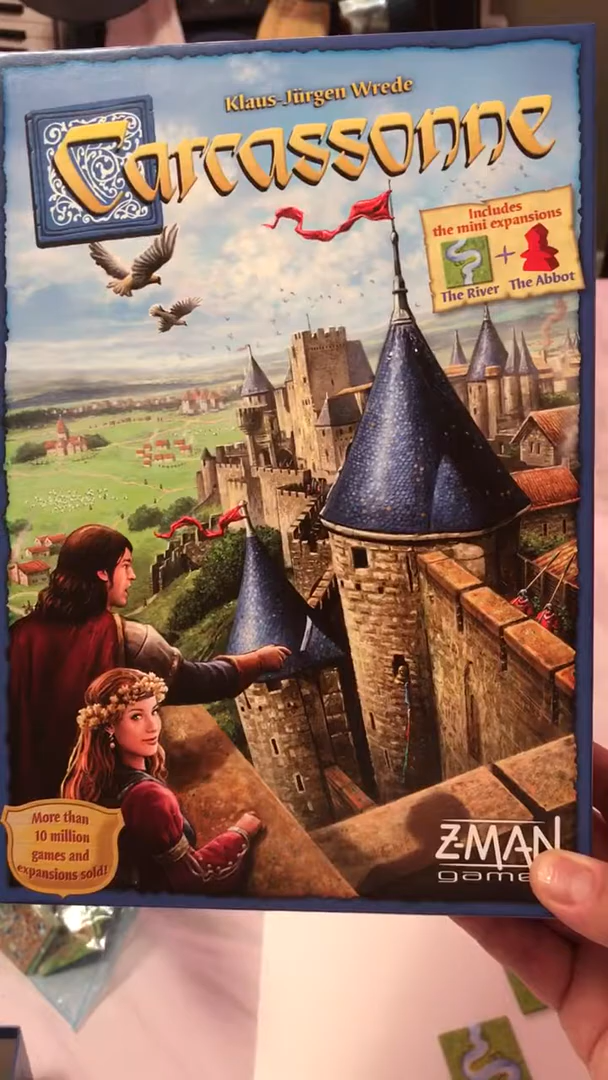 Klaus-Jürgen Wrede
Carcassonne
Includes
the mini expansions
+
The River The Abbot
More than
10 million
games and
expansions sold!
Z-MAN
game